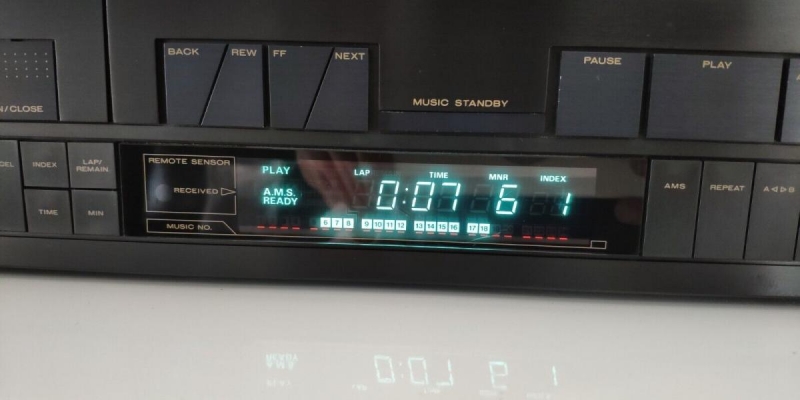 BACK REW FF NEXT
PAUSE PLAY
MUSIC STANDBY
N/CLOSE
INDEX LAP/
REMAIN
TIME MIN
REMOTE SENSOR
RECEIVED
MUSIC NO.
PLAY LAP TIME MNR INDEX
A.M.S.
READY
0:07 6 1
6 7 8 9 10 11 12 13 14 15 16 17 18
AMS REPEAT A B